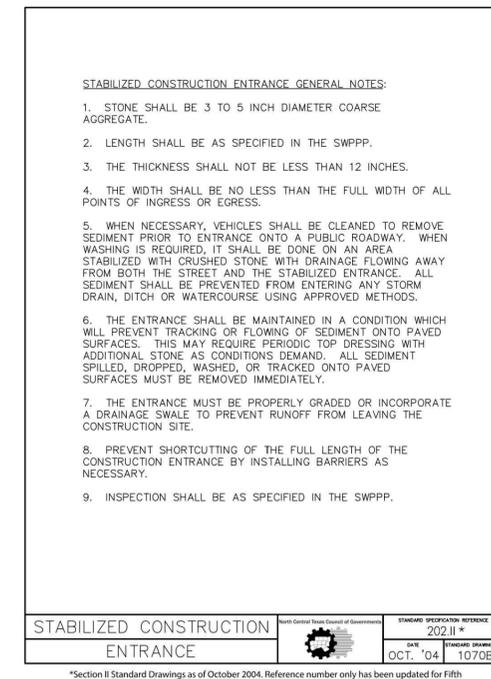 STABILIZED CONSTRUCTION ENTRANCE GENERAL NOTES:
1. STONE SHALL BE 3 TO 5 INCH DIAMETER COARSE
AGGREGATE.
2. LENGTH SHALL BE AS SPECIFIED IN THE SWPPP.
3. THE THICKNESS SHALL NOT BE LESS THAN 12 INCHES.
4. THE WIDTH SHALL BE NO LESS THAN THE FULL WIDTH OF ALL
POINTS OF INGRESS OR EGRESS.
5. WHEN NECESSARY, VEHICLES SHALL BE CLEANED TO REMOVE
SEDIMENT PRIOR TO ENTRANCE ONTO A PUBLIC ROADWAY. WHEN
WASHING IS REQUIRED, IT SHALL BE DONE ON AN AREA
STABILIZED WITH CRUSHED STONE WITH DRAINAGE FLOWING AWAY
FROM BOTH THE STREET AND THE STABILIZED ENTRANCE. ALL
SEDIMENT SHALL BE PREVENTED FROM ENTERING ANY STORM
DRAIN, DITCH OR WATERCOURSE USING APPROVED METHODS.
6. THE ENTRANCE SHALL BE MAINTAINED IN A CONDITION WHICH
WILL PREVENT TRACKING OR FLOWING OF SEDIMENT ONTO PAVED
SURFACES. THIS MAY REQUIRE PERIODIC TOP DRESSING WITH
ADDITIONAL STONE AS CONDITIONS DEMAND. ALL SEDIMENT
SPILLED, DROPPED, WASHED, OR TRACKED ONTO PAVED
SURFACES MUST BE REMOVED IMMEDIATELY.
7. THE ENTRANCE MUST BE PROPERLY GRADED OR INCORPORATE
A DRAINAGE SWALE TO PREVENT RUNOFF FROM LEAVING THE
CONSTRUCTION SITE.
8. PREVENT SHORTCUTTING OF THE FULL LENGTH OF THE
CONSTRUCTION ENTRANCE BY INSTALLING BARRIERS AS
NECESSARY.
9. INSPECTION SHALL BE AS SPECIFIED IN THE SWPPP.
STABILIZED CONSTRUCTION
ENTRANCE
North Central Texas Council of Governments
STANDARD SPECIFICATION REFERENCE
202.II *
DATE
OCT. '04
STANDARD DRAWING
1070B
*Section II Standard Drawings as of October 2004. Reference number only has been updated for Fifth